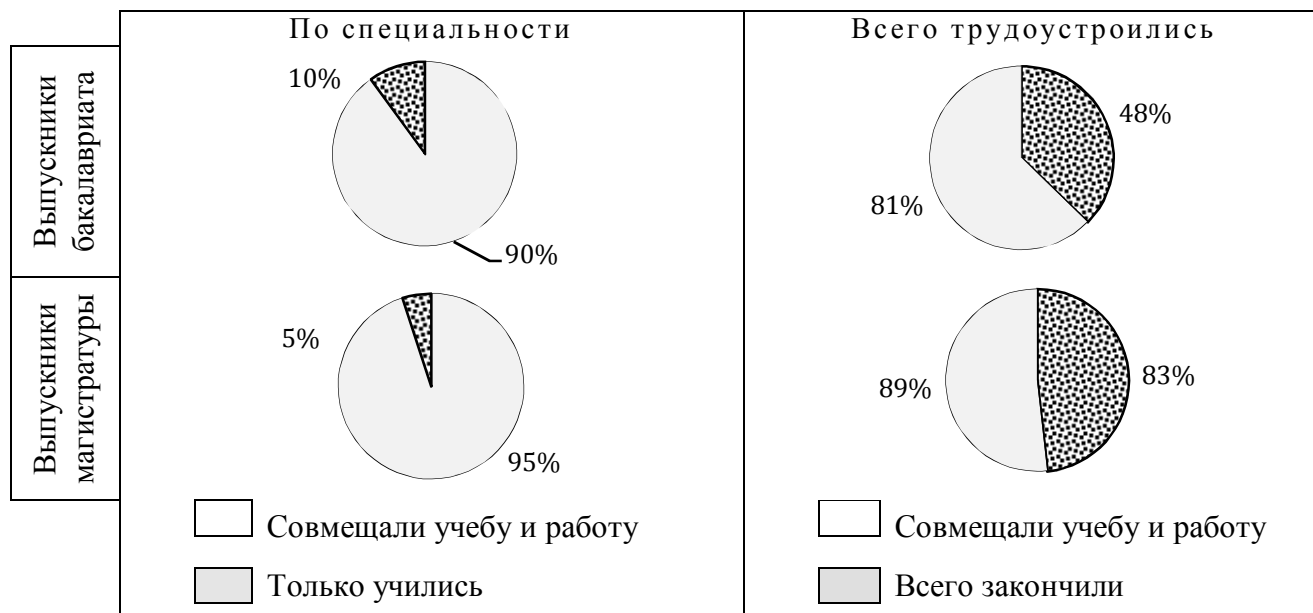 По специальности
Всего трудоустроились
Выпускники
бакалавриата
10%
90%
48%
81%
Выпускники
магистратуры
5%
95%
89%
83%
Совмещали учебу и работу
Только учились
Совмещали учебу и работу
Всего закончили